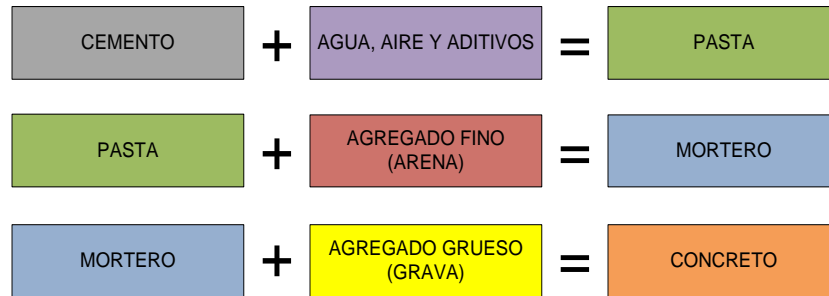 CEMENTO + AGUA, AIRE Y ADITIVOS = PASTA
PASTA + AGREGADO FINO
(ARENA) = MORTERO
MORTERO + AGREGADO GRUESO
(GRAVA) = CONCRETO